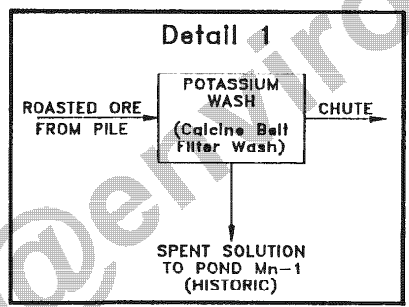 Detail 1
POTASSIUM
WASH
(Calcine Belt
Filter Wash)
ROASTED ORE
FROM PILE
CHUTE
SPENT SOLUTION
TO POND Mn-1
(HISTORIC)
@enviro